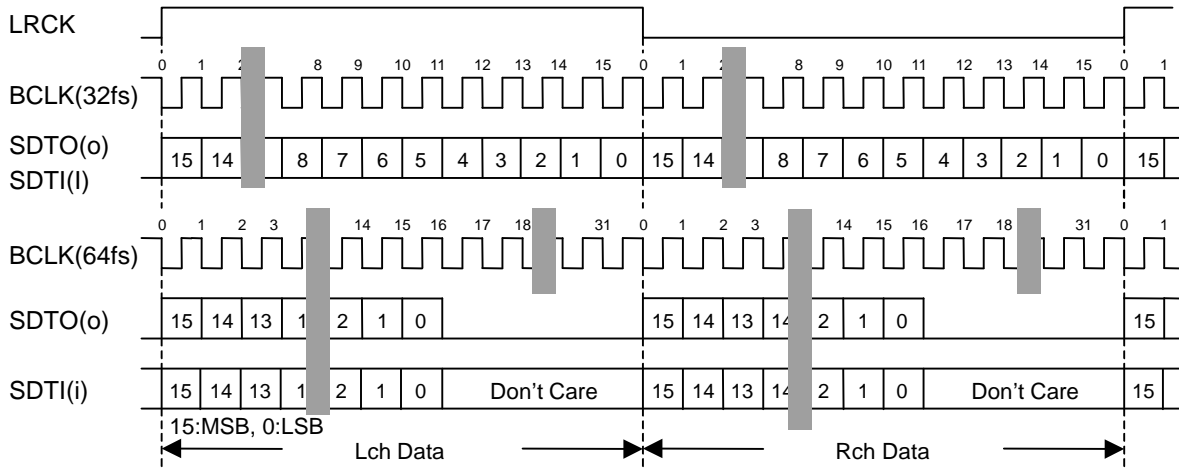 LRCK
0 1 8 9 10 11 12 13 14 15 0 1 8 9 10 11 12 13 14 15 0 1
BCLK(32fs)
SDTO(o)
SDTI(I)
15 14 8 7 6 5 4 3 2 1 0 15 14 8 7 6 5 4 3 2 1 0 15
0 1 2 3 14 15 16 17 18 31 0 1 2 3 14 15 16 17 18 31 0 1
BCLK(64fs)
SDTO(o) 15 14 13 2 1 0 15 14 13 2 1 0 15
SDTI(i) 15 14 13 2 1 0 Don't Care 15 14 13 2 1 0 Don't Care 15
15:MSB, 0:LSB
Lch Data Rch Data